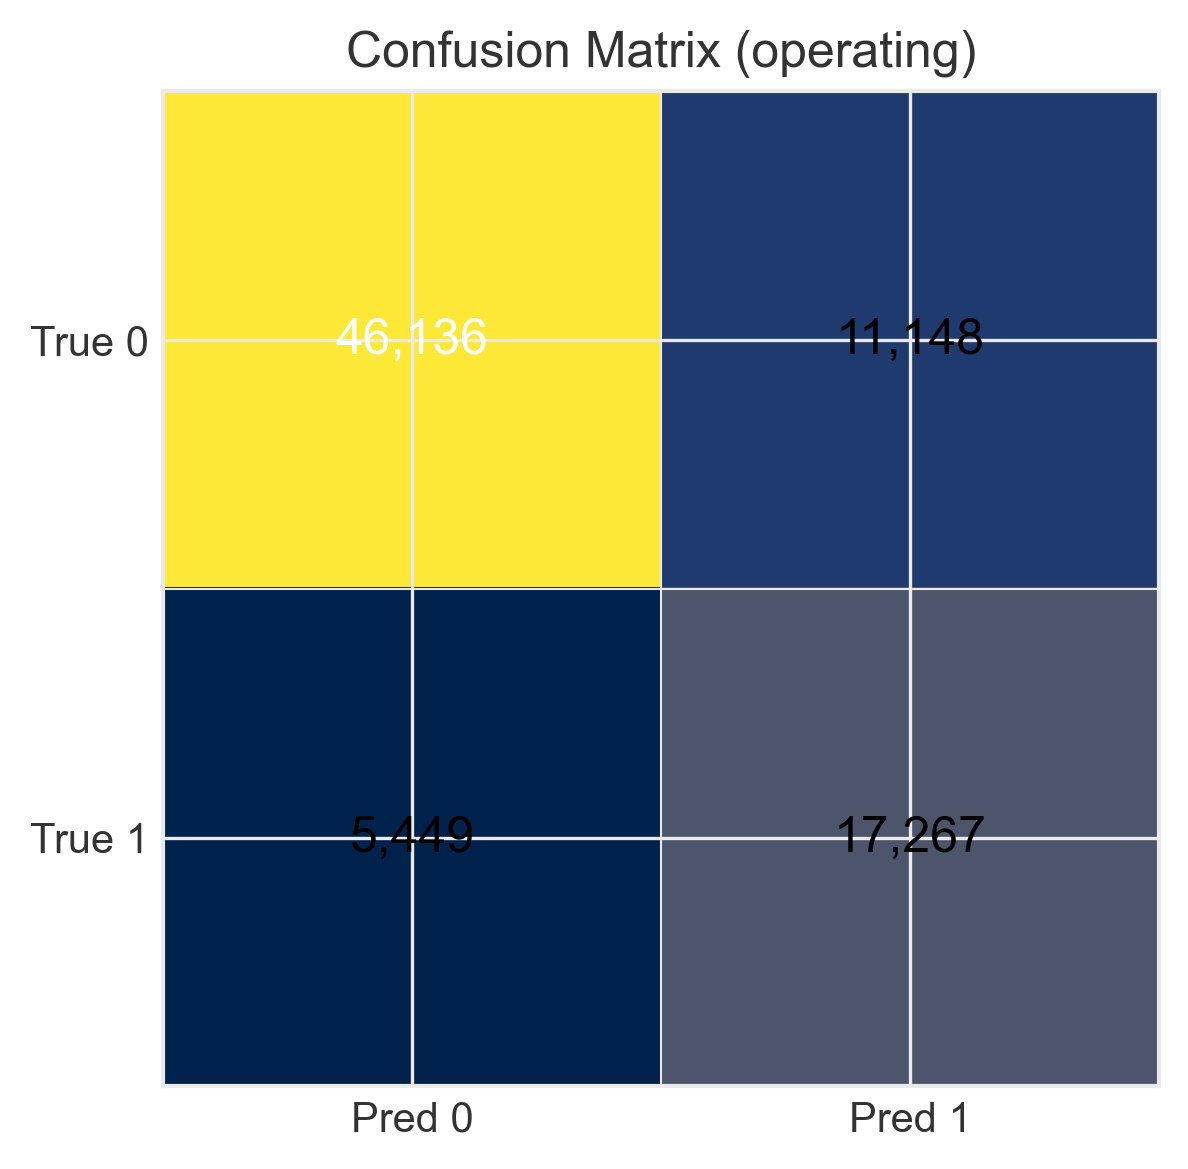 Confusion Matrix (operating)
True 0
46,136
11,148
True 1
5,449
17,267
Pred 0
Pred 1